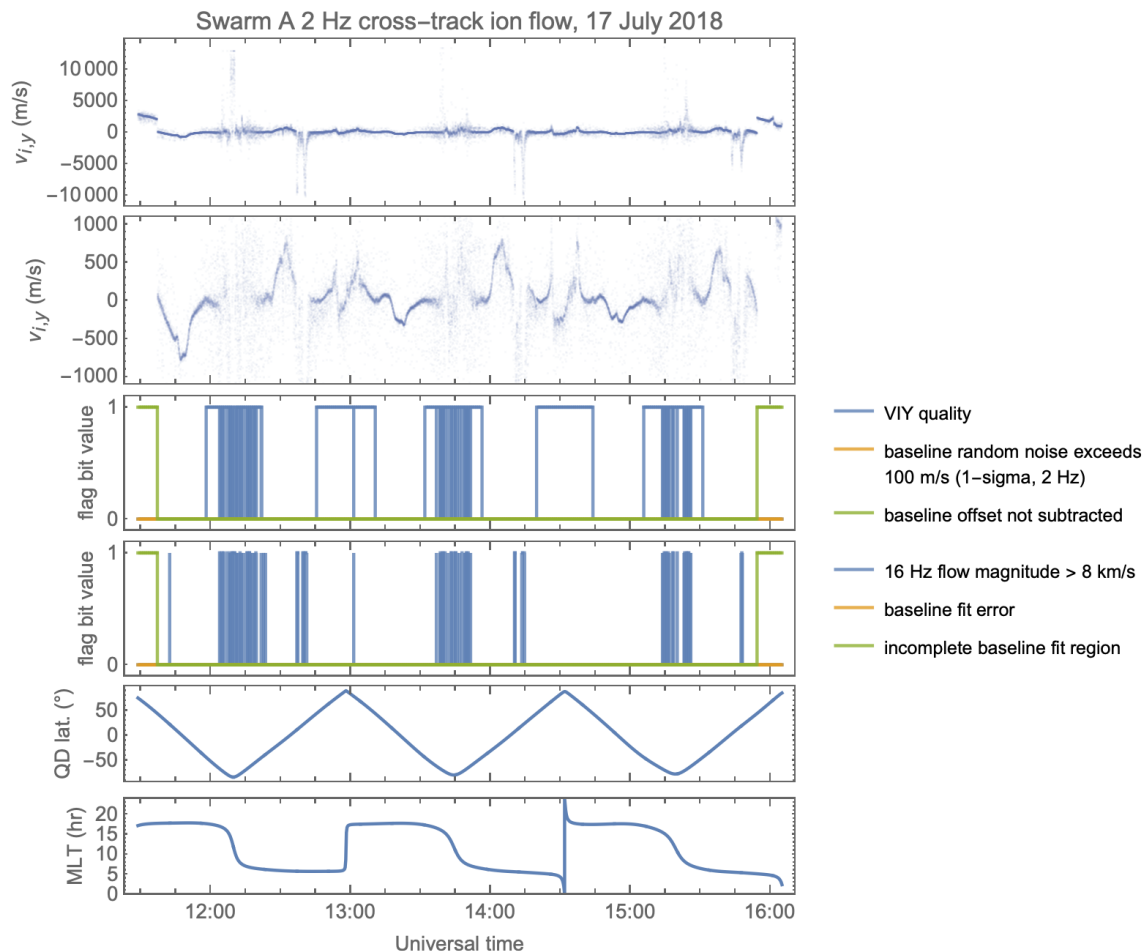 Swarm A 2 Hz cross−track ion flow, 17 July 2018
10 000
5000
0
−5000
−10 000
v_{i,y} (m/s)
1000
500
0
−500
−1000
v_{i,y} (m/s)
1
0
flag bit value
VIY quality
baseline random noise exceeds
100 m/s (1−sigma, 2 Hz)
baseline offset not subtracted
1
0
flag bit value
16 Hz flow magnitude > 8 km/s
baseline fit error
incomplete baseline fit region
50
0
−50
QD lat. (°)
20
15
10
5
0
MLT (hr)
12:00 13:00 14:00 15:00 16:00
Universal time